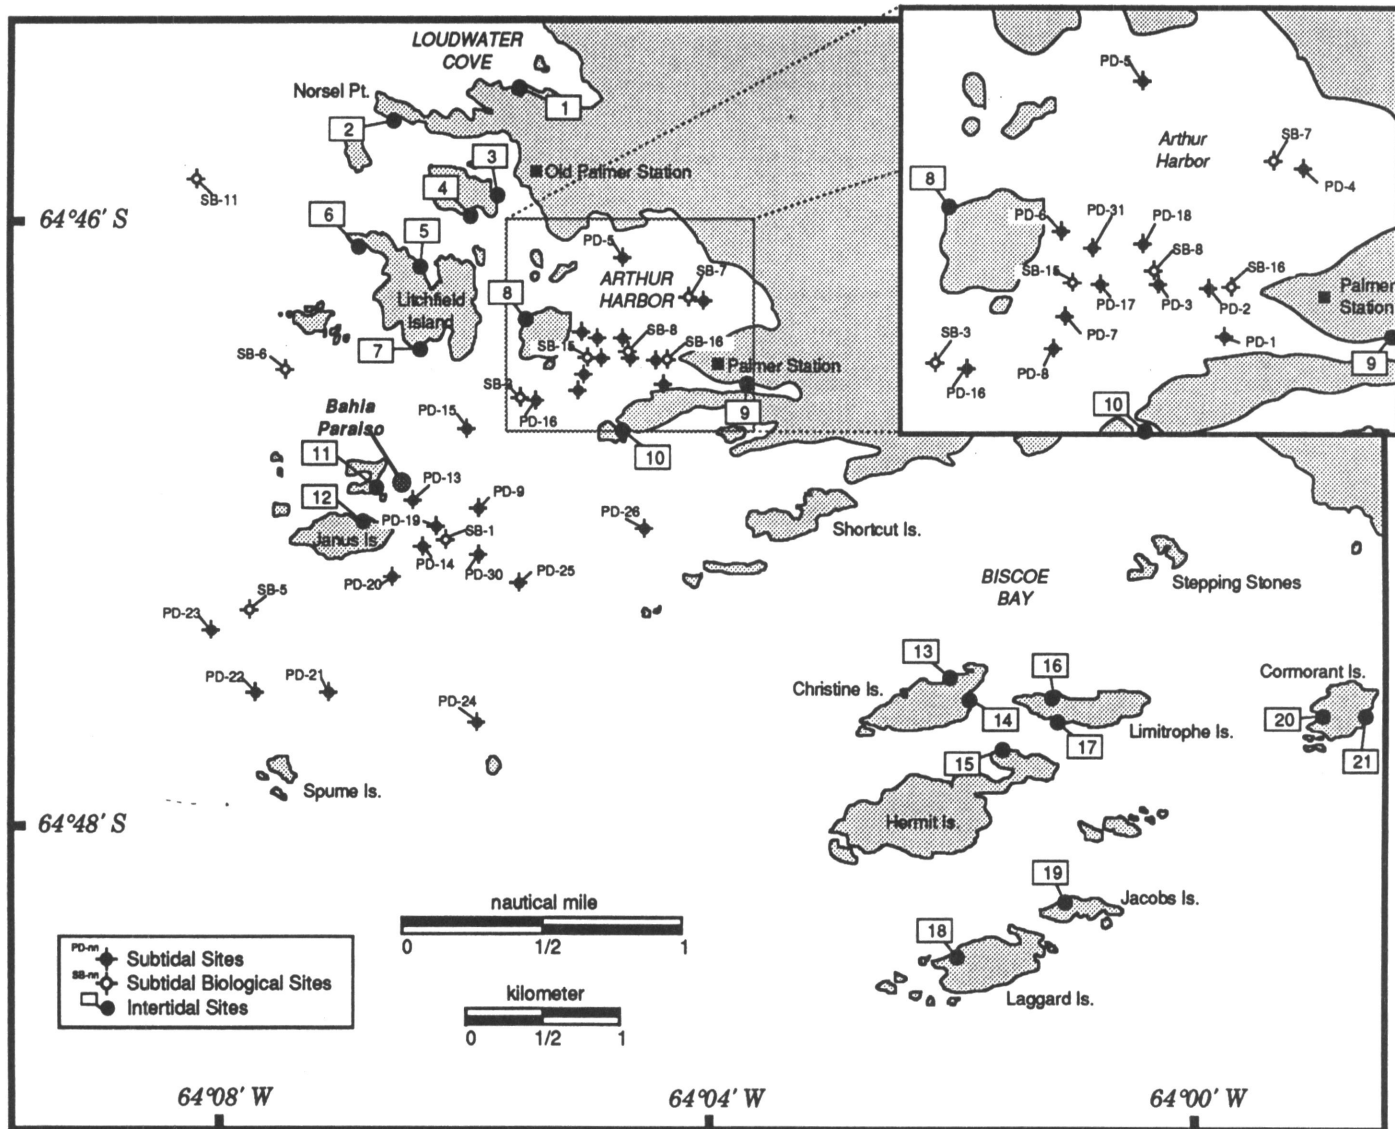 LOUDWATER
COVE
Norsel Pt.
1
2
3
Old Palmer Station
4
SB-11
64°46' S
6
5
PD-5
ARTHUR
HARBOR
SB-7
8
Litchfield
Island
SB-8
SB-15
SB-16
7
SB-6
Palmer Station
SB-3
PD-16
9
10
PD-15
Bahia
Paraiso
11
PD-13
PD-9
12
PD-19
PD-26
Shortcut Is.
Janus Is.
SB-1
PD-14
PD-30
PD-25
PD-20
BISCOE
BAY
Stepping Stones
SB-5
PD-23
PD-22
PD-21
PD-24
13
16
Cormorant Is.
Christine Is.
14
17
Limitrophe Is.
20
21
15
Spume Is.
64°48' S
Hermit Is.
19
Jacobs Is.
18
Laggard Is.
nautical mile
0 1/2 1
kilometer
0 1/2 1
PD-nn Subtidal Sites
SB-nn Subtidal Biological Sites
Intertidal Sites
64°08' W
64°04' W
64°00' W
PD-5
Arthur
Harbor
SB-7
PD-4
8
PD-6
PD-31
PD-18
SB-8
SB-15
SB-16
PD-17
PD-3
PD-2
Palmer
Station
PD-7
PD-1
SB-3
PD-16
PD-8
9
10